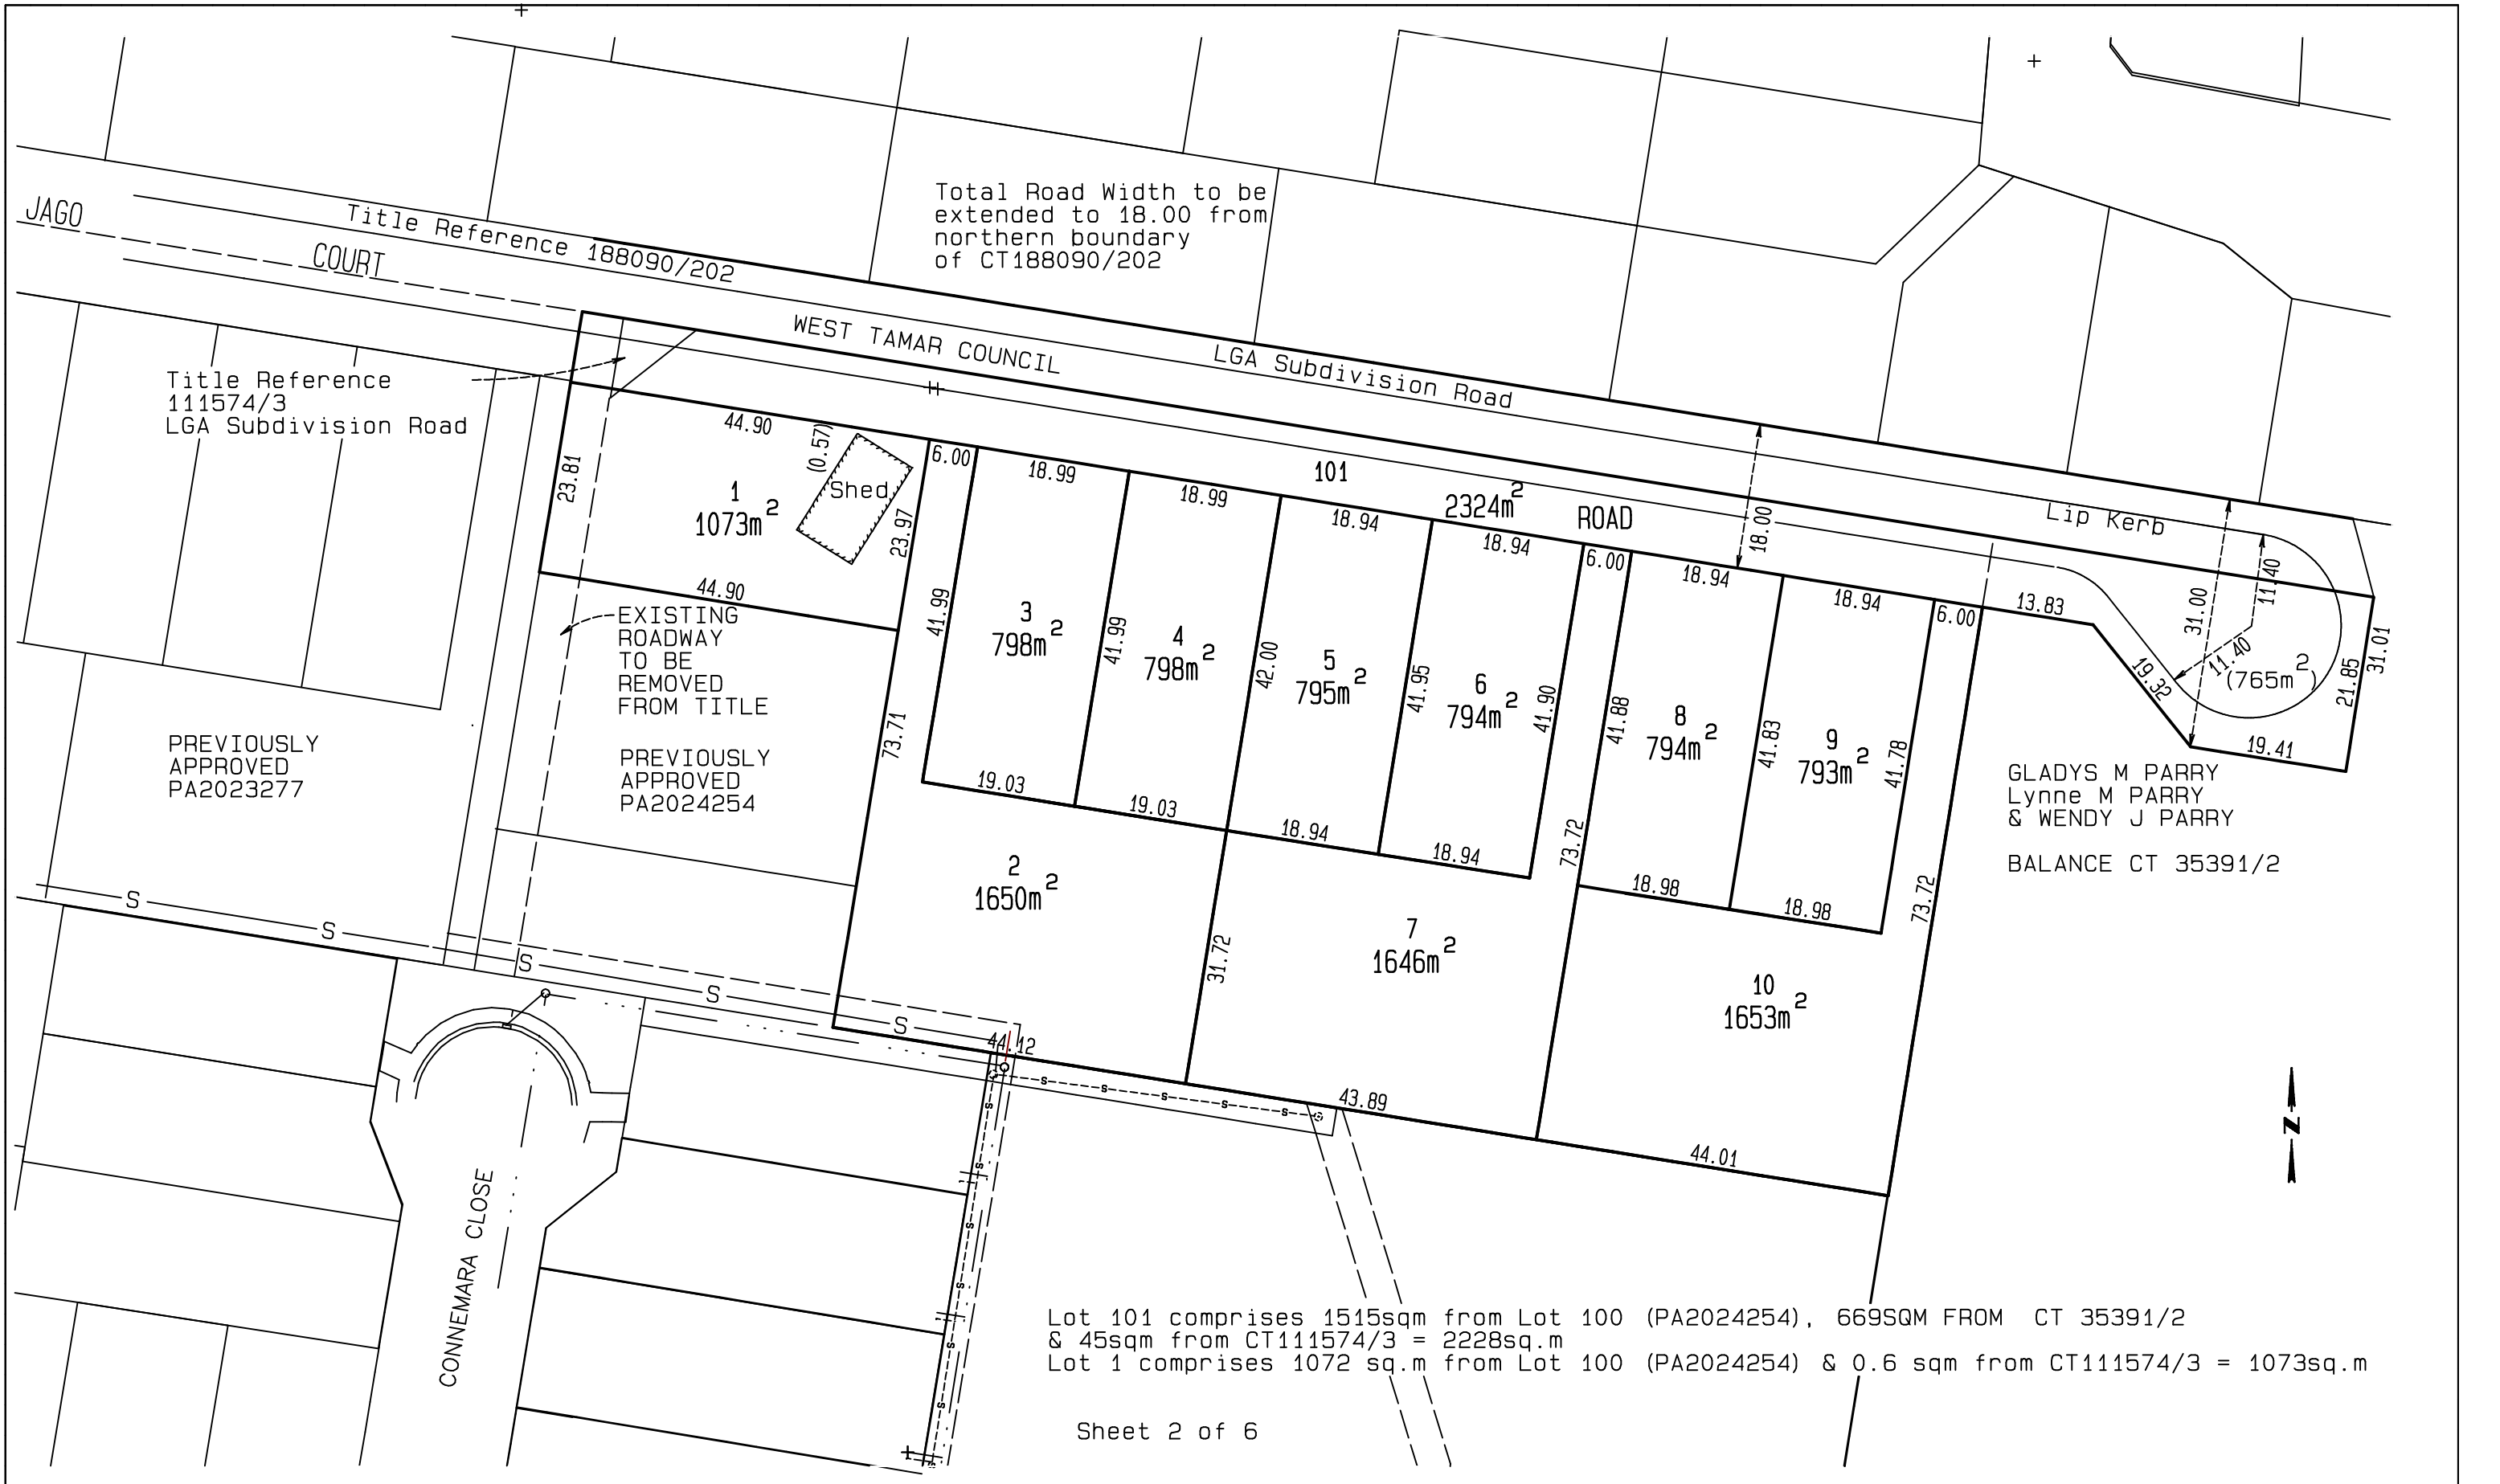 JAGO
COURT
Title Reference 188090/202
Total Road Width to be
extended to 18.00 from
northern boundary
of CT188090/202
WEST TAMAR COUNCIL
LGA Subdivision Road
Title Reference
111574/3
LGA Subdivision Road
44.90
(0.57)
Shed
23.81
1
1073m²
23.97
44.90
6.00
18.99
18.99
18.94
18.94
6.00
18.94
18.94
6.00
13.83
101
2324m²
ROAD
18.00
Lip Kerb
31.00
11.40
11.40
(765m²)
19.32
21.85
31.01
19.41
41.99
3
798m²
41.99
4
798m²
42.00
5
795m²
41.95
6
794m²
41.90
41.88
8
794m²
41.83
9
793m²
41.78
EXISTING
ROADWAY
TO BE
REMOVED
FROM TITLE
PREVIOUSLY
APPROVED
PA2024254
PREVIOUSLY
APPROVED
PA2023277
73.71
19.03
19.03
18.94
18.94
73.72
18.98
18.98
73.72
GLADYS M PARRY
Lynne M PARRY
& WENDY J PARRY
BALANCE CT 35391/2
2
1650m²
31.72
7
1646m²
10
1653m²
S
S
S
S
S
44.12
43.89
44.01
s
s
s
s
s
s
s
s
s
s
s
s
N
CONNEMARA CLOSE
Lot 101 comprises 1515sqm from Lot 100 (PA2024254), 669SQM FROM CT 35391/2
& 45sqm from CT111574/3 = 2228sq.m
Lot 1 comprises 1072 sq.m from Lot 100 (PA2024254) & 0.6 sqm from CT111574/3 = 1073sq.m
Sheet 2 of 6